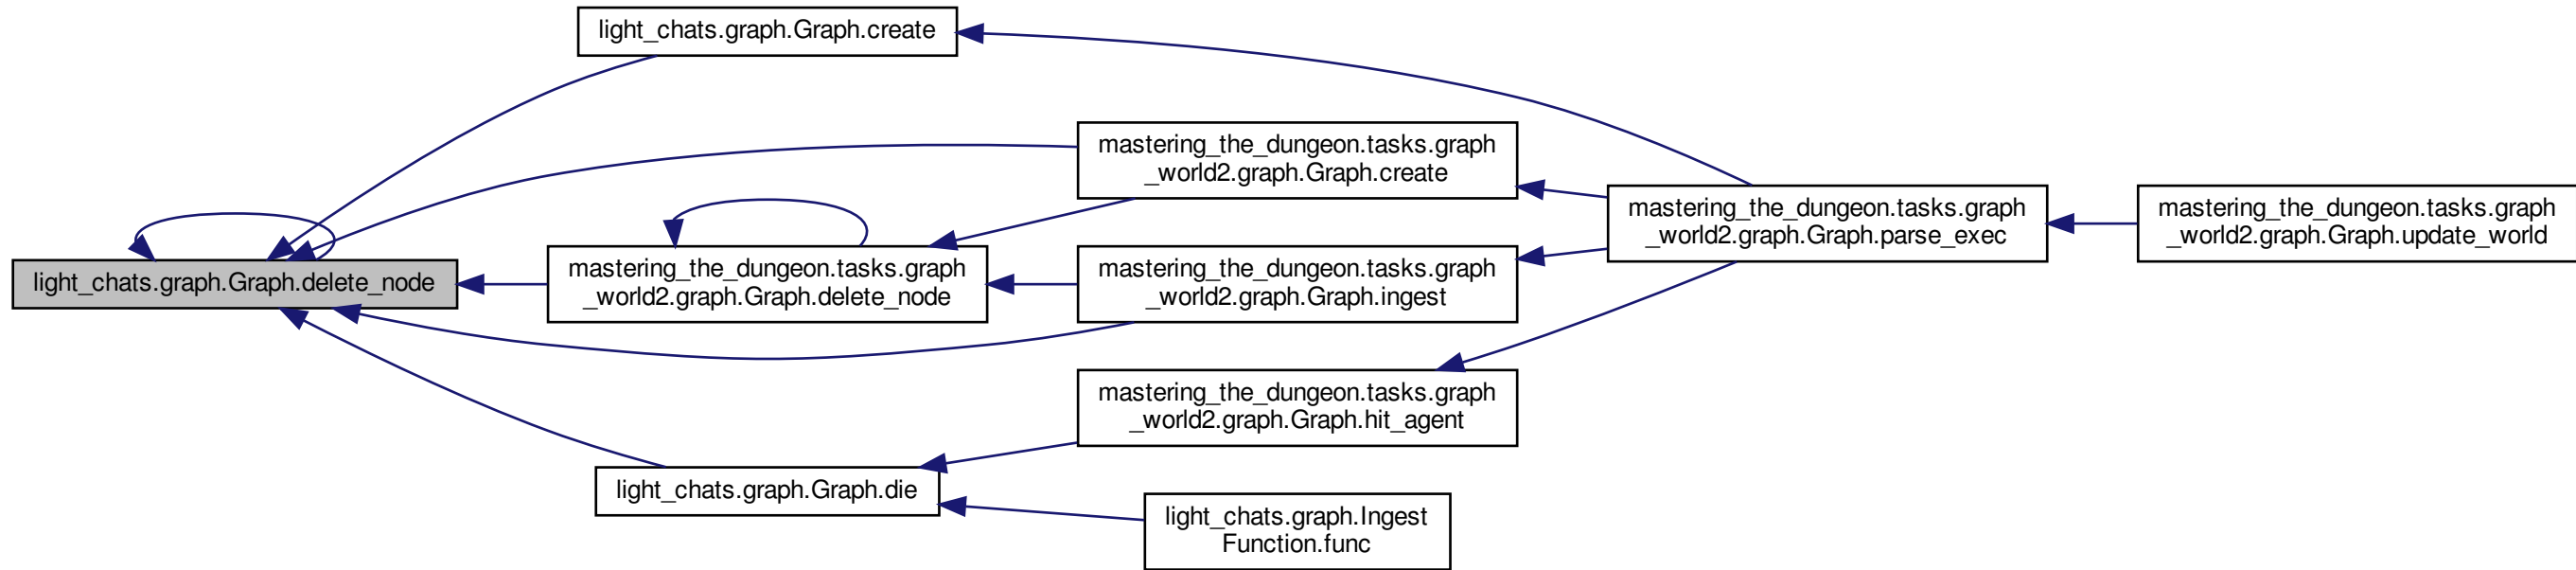 light_chats.graph.Graph.create
mastering_the_dungeon.tasks.graph
_world2.graph.Graph.create
mastering_the_dungeon.tasks.graph
_world2.graph.Graph.parse_exec
mastering_the_dungeon.tasks.graph
_world2.graph.Graph.update_world
light_chats.graph.Graph.delete_node
mastering_the_dungeon.tasks.graph
_world2.graph.Graph.delete_node
mastering_the_dungeon.tasks.graph
_world2.graph.Graph.ingest
mastering_the_dungeon.tasks.graph
_world2.graph.Graph.hit_agent
light_chats.graph.Graph.die
light_chats.graph.Ingest
Function.func